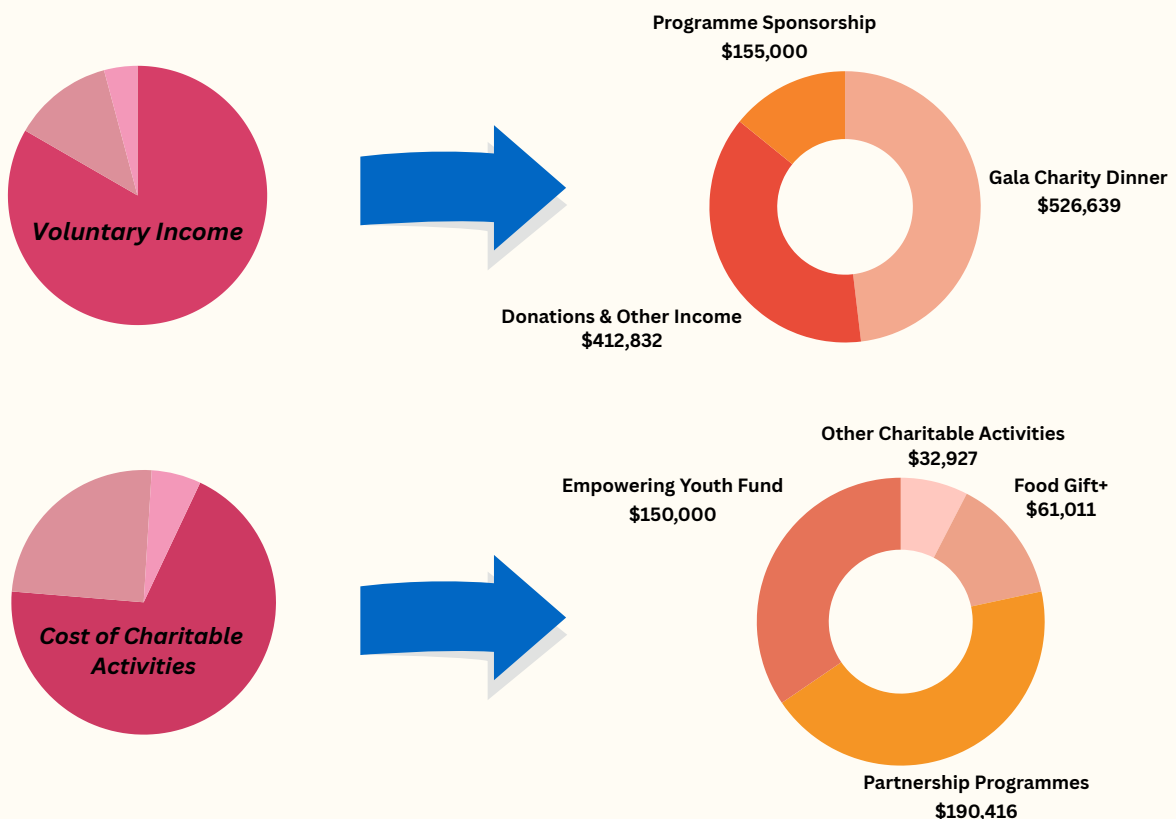 Programme Sponsorship
$155,000
Voluntary Income
Gala Charity Dinner
$526,639
Donations & Other Income
$412,832
Other Charitable Activities
$32,927
Empowering Youth Fund
$150,000
Food Gift+
$61,011
Cost of Charitable
Activities
Partnership Programmes
$190,416